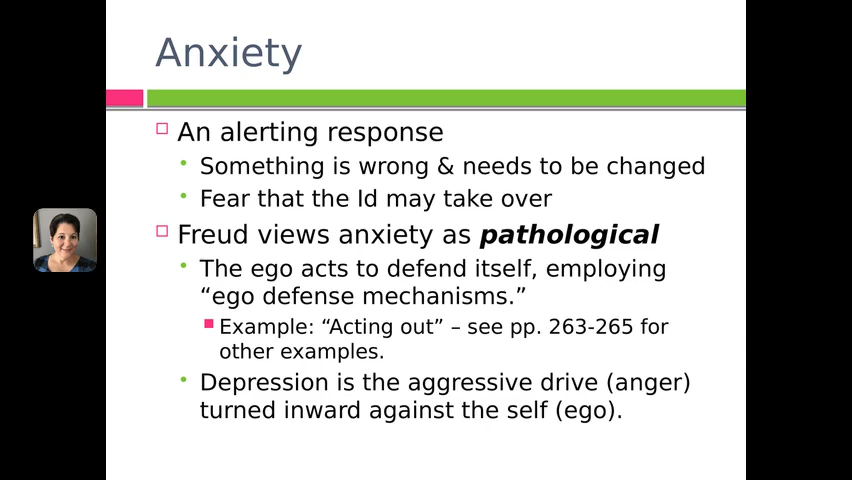 Anxiety
An alerting response
Something is wrong & needs to be changed
Fear that the Id may take over
Freud views anxiety as pathological
The ego acts to defend itself, employing
“ego defense mechanisms.”
Example: “Acting out” – see pp. 263-265 for
other examples.
Depression is the aggressive drive (anger)
turned inward against the self (ego).